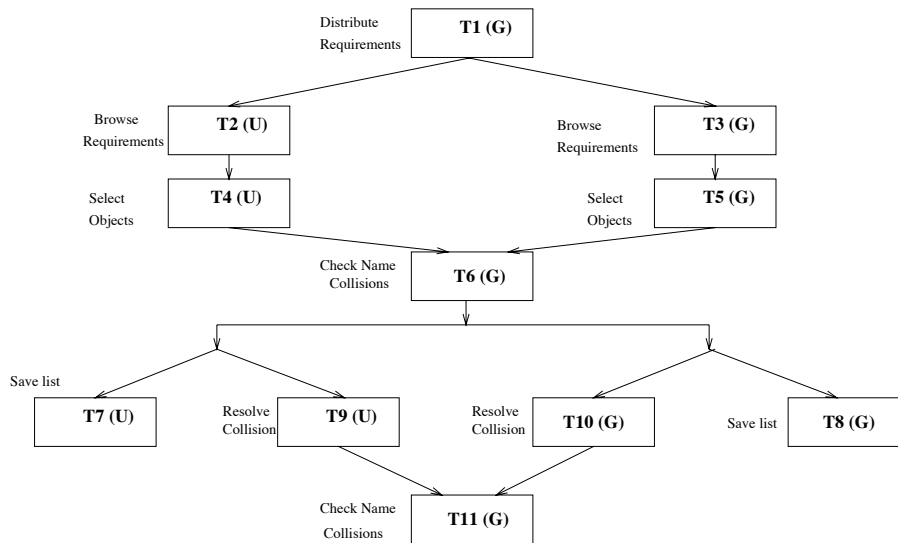 Distribute
Requirements
T1 (G)
Browse
Requirements
T2 (U)
Browse
Requirements
T3 (G)
Select
Objects
T4 (U)
Select
Objects
T5 (G)
Check Name
Collisions
T6 (G)
Save list
T7 (U)
Resolve
Collision
T9 (U)
Resolve
Collision
T10 (G)
Save list
T8 (G)
Check Name
Collisions
T11 (G)